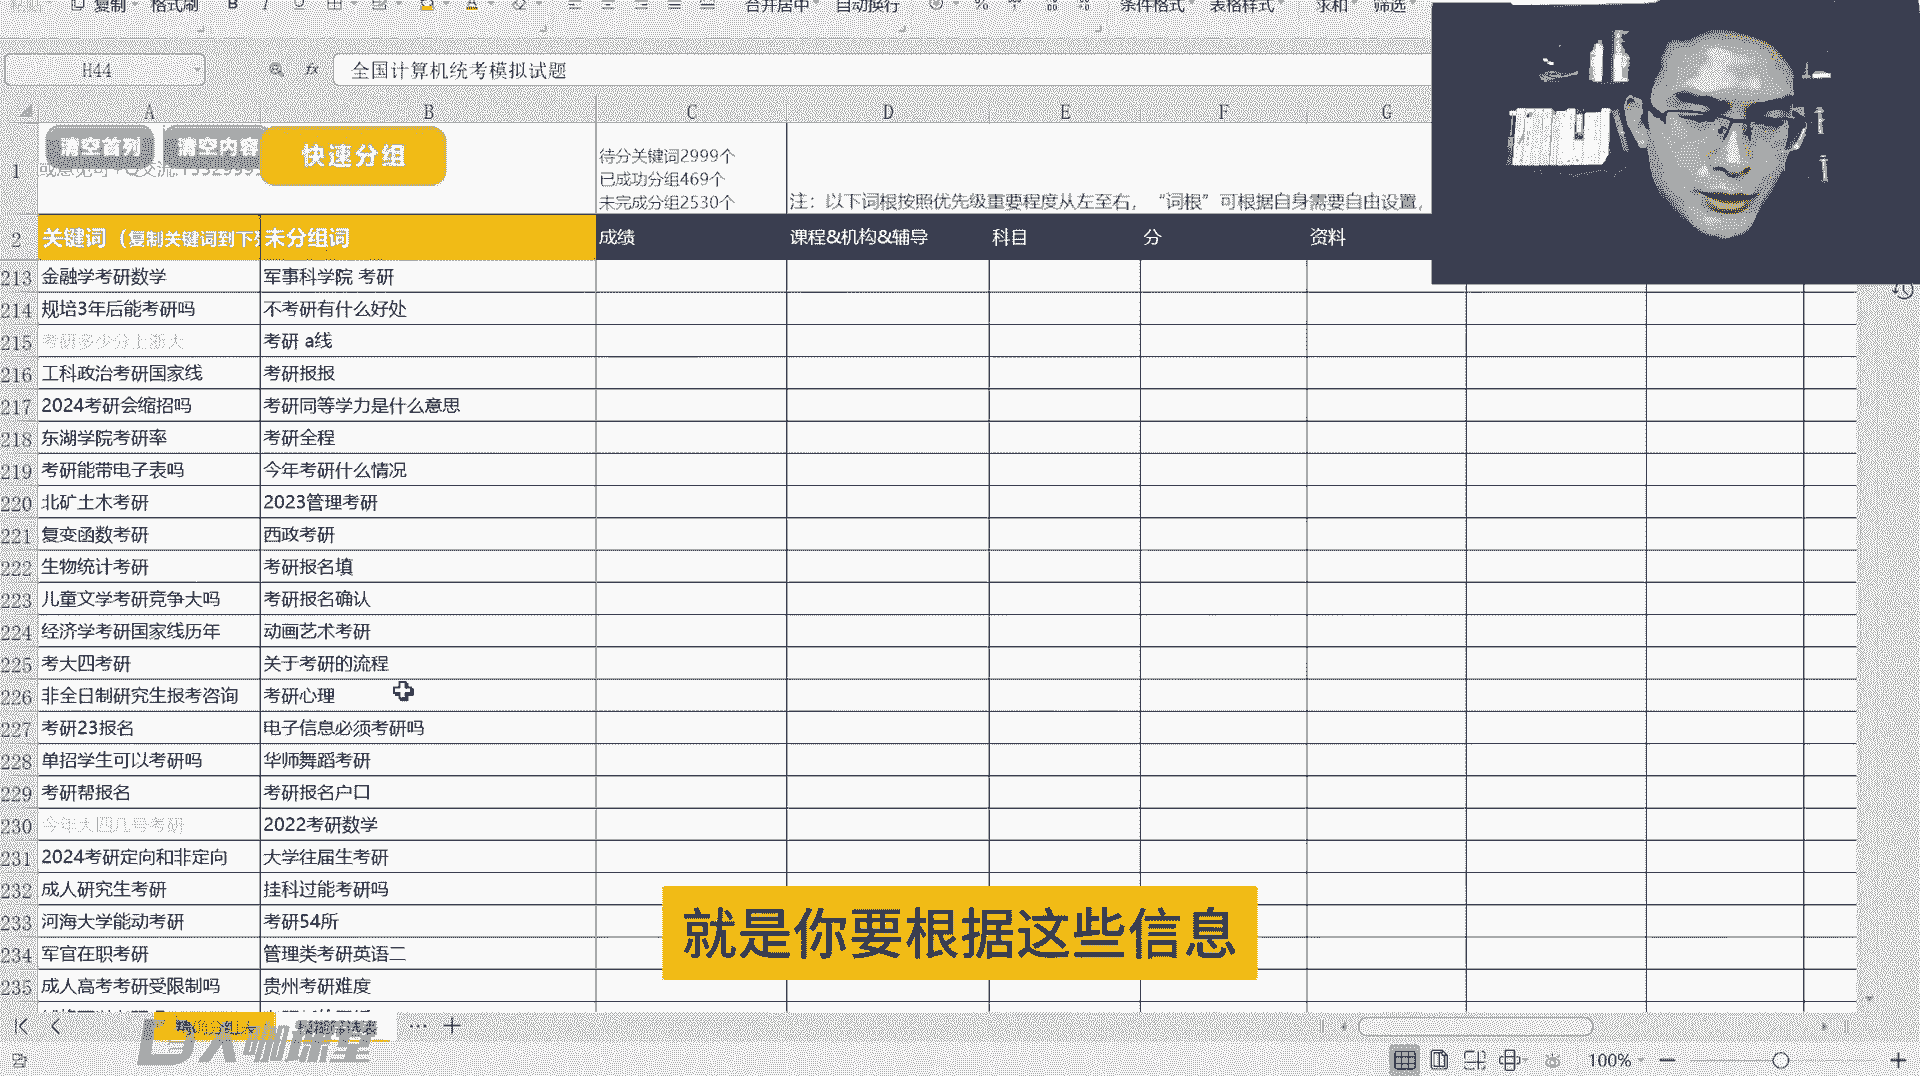 复制 格式刷 B I U 合并居中 自动换行 % 条件格式 表格样式 求和 筛选
H44 fx 全国计算机统考模拟试题
A B C D E F G
清空首列 清空内容 快速分组
1
待分关键词2999个
已成功分组469个
未完成分组2530个
注：以下词根按照优先级重要程度从左至右，“词根”可根据自身需要自由设置，
2 关键词（复制关键词到下 未分组词 成绩 课程&机构&辅导 科目 分 资料
213 金融学考研数学 军事科学院 考研
214 规培3年后能考研吗 不考研有什么好处
215 考研多少分上浙大 考研 a线
216 工科政治考研国家线 考研报报
217 2024考研会缩招吗 考研同等学力是什么意思
218 东湖学院考研率 考研全程
219 考研能带电子表吗 今年考研什么情况
220 北矿土木考研 2023管理考研
221 复变函数考研 西政考研
222 生物统计考研 考研报名填
223 儿童文学考研竞争大吗 考研报名确认
224 经济学考研国家线历年 动画艺术考研
225 考大四考研 关于考研的流程
226 非全日制研究生报考咨询 考研心理
227 考研23报名 电子信息必须考研吗
228 单招学生可以考研吗 华师舞蹈考研
229 考研帮报名 考研报名户口
230 今年大四几号考研 2022考研数学
231 2024考研定向和非定向 大学往届生考研
232 成人研究生考研 挂科过能考研吗
233 河海大学能动考研 考研54所
234 军官在职考研 管理类考研英语二
235 成人高考考研受限制吗 贵州考研难度
就是你要根据这些信息
大咖课堂
100%